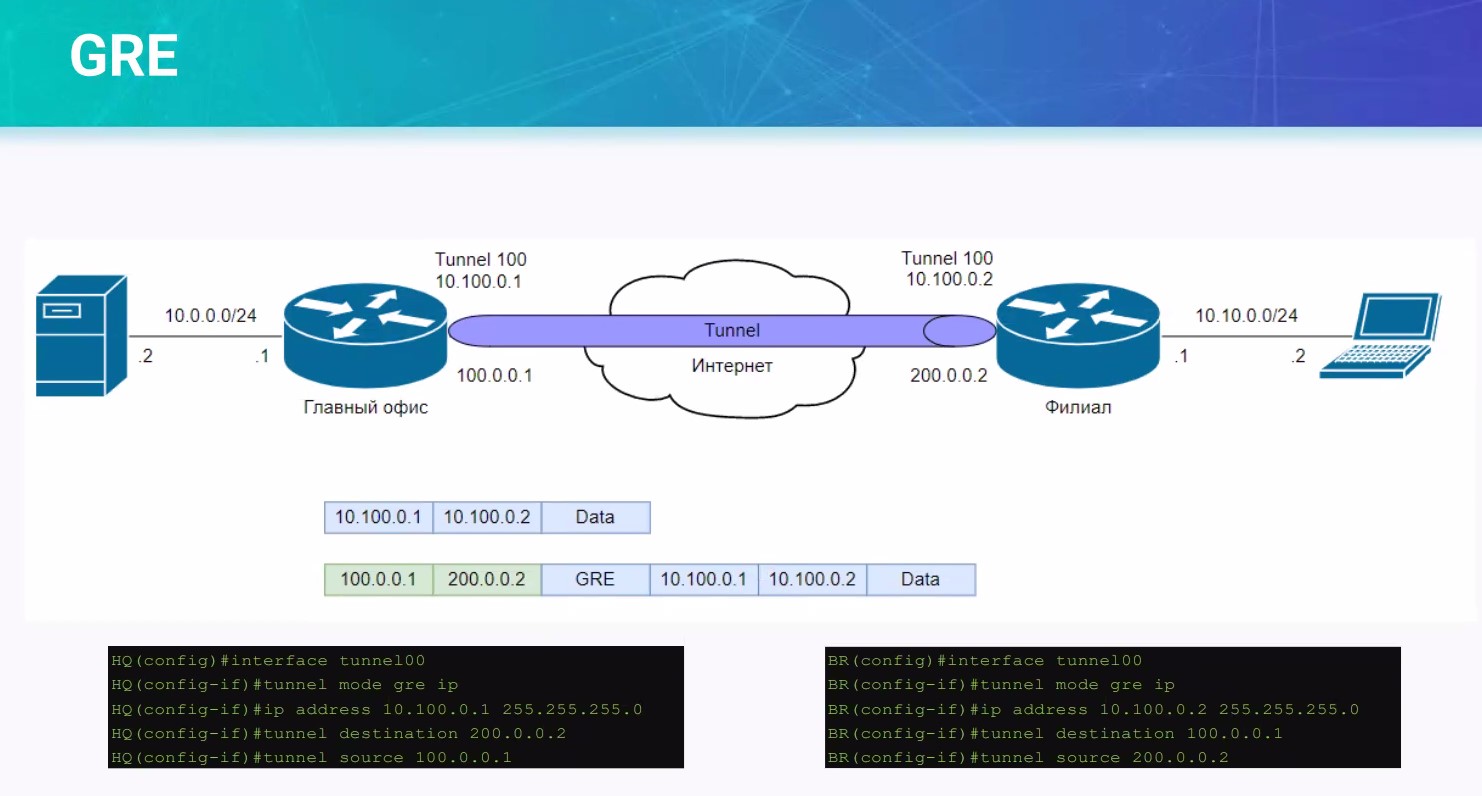 GRE
Tunnel 100
10.100.0.1
Tunnel 100
10.100.0.2
10.0.0.0/24
.2
.1
Tunnel
Интернет
100.0.0.1
200.0.0.2
10.10.0.0/24
.1
.2
Главный офис
Филиал
10.100.0.1 10.100.0.2 Data
100.0.0.1 200.0.0.2 GRE 10.100.0.1 10.100.0.2 Data
HQ(config)#interface tunnel00
HQ(config-if)#tunnel mode gre ip
HQ(config-if)#ip address 10.100.0.1 255.255.255.0
HQ(config-if)#tunnel destination 200.0.0.2
HQ(config-if)#tunnel source 100.0.0.1
BR(config)#interface tunnel00
BR(config-if)#tunnel mode gre ip
BR(config-if)#ip address 10.100.0.2 255.255.255.0
BR(config-if)#tunnel destination 100.0.0.1
BR(config-if)#tunnel source 200.0.0.2